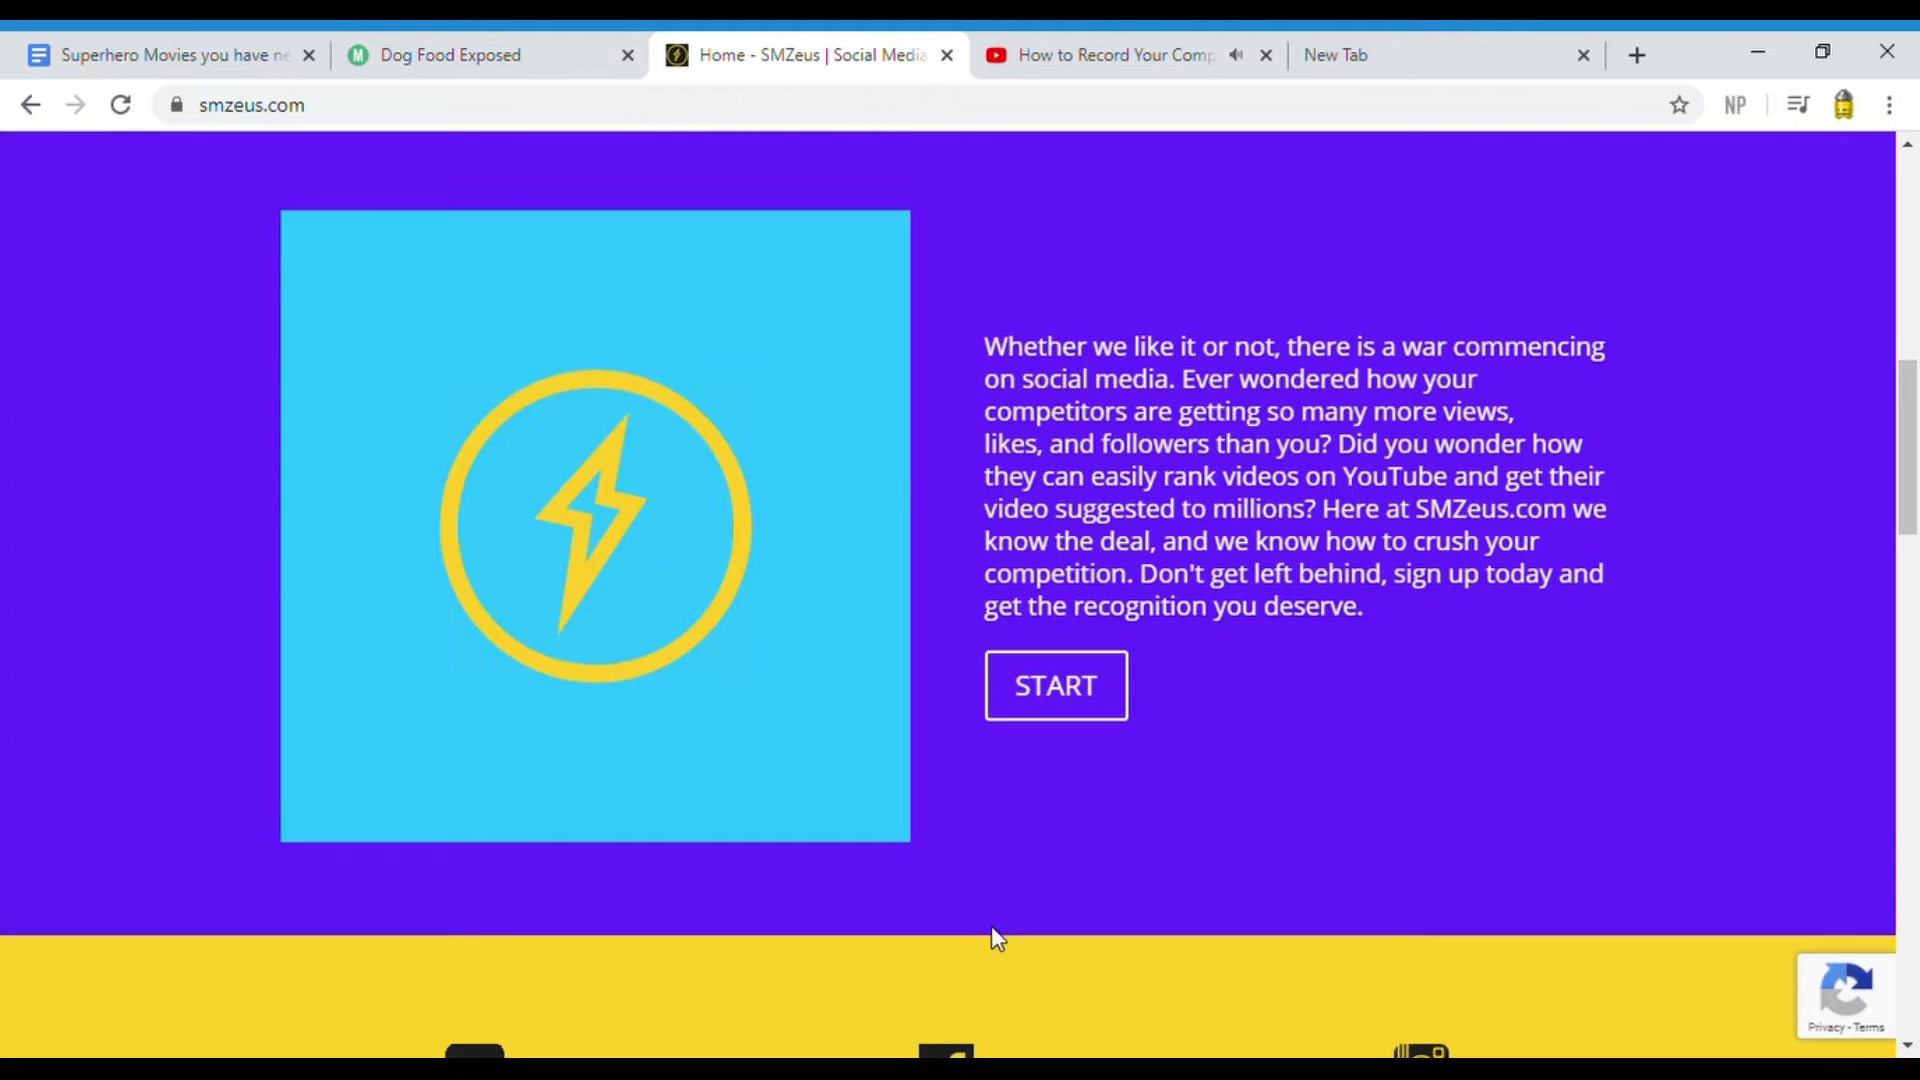 Superhero Movies you have ne
Dog Food Exposed
Home - SMZeus | Social Media
How to Record Your Comp
New Tab
smzeus.com
NP
Whether we like it or not, there is a war commencing
on social media. Ever wondered how your
competitors are getting so many more views,
likes, and followers than you? Did you wonder how
they can easily rank videos on YouTube and get their
video suggested to millions? Here at SMZeus.com we
know the deal, and we know how to crush your
competition. Don't get left behind, sign up today and
get the recognition you deserve.
START
Privacy - Terms